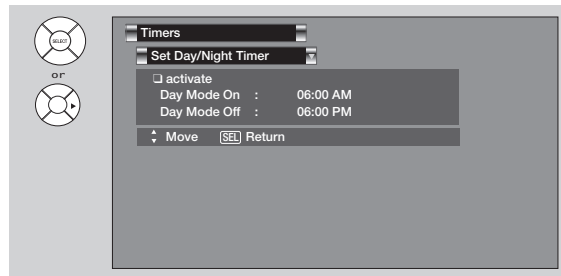 SELECT
or
Timers
Set Day/Night Timer
❏ activate
Day Mode On : 06:00 AM
Day Mode Off : 06:00 PM
Move SEL Return